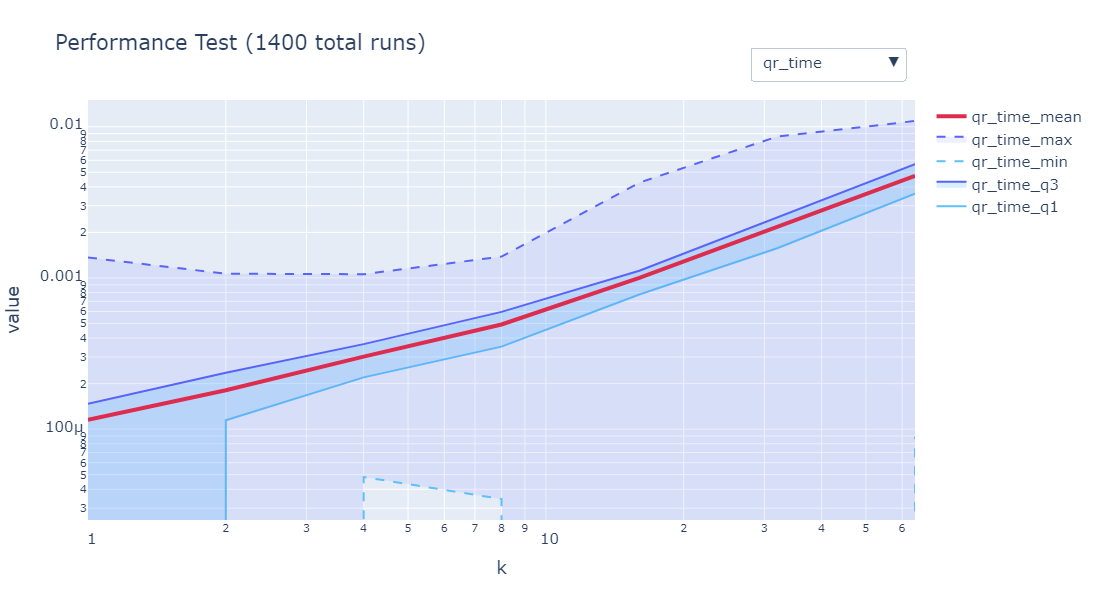 Performance Test (1400 total runs)
qr_time ▼
qr_time_mean
qr_time_max
qr_time_min
qr_time_q3
qr_time_q1
value
0.01
9
8
7
6
5
4
3
2
0.001
9
8
7
6
5
4
3
2
100μ
9
8
7
6
5
4
3
2 3 4 5 6 7 8 9 2 3 4 5 6
1 10
k